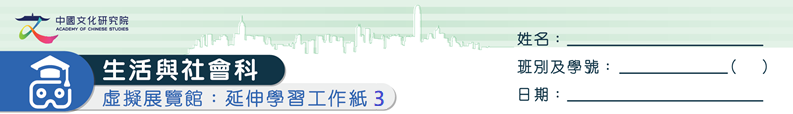 中國文化研究院
ACADEMY OF CHINESE STUDIES
生活與社會科
虛擬展覽館：延伸學習工作紙 3
姓名：
班別及學號：（ ）
日期：